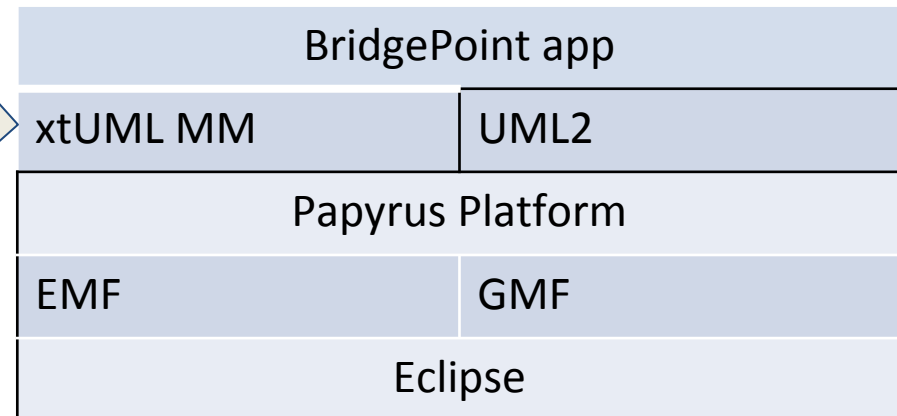 BridgePoint app
xtUML MM UML2
Papyrus Platform
EMF GMF
Eclipse